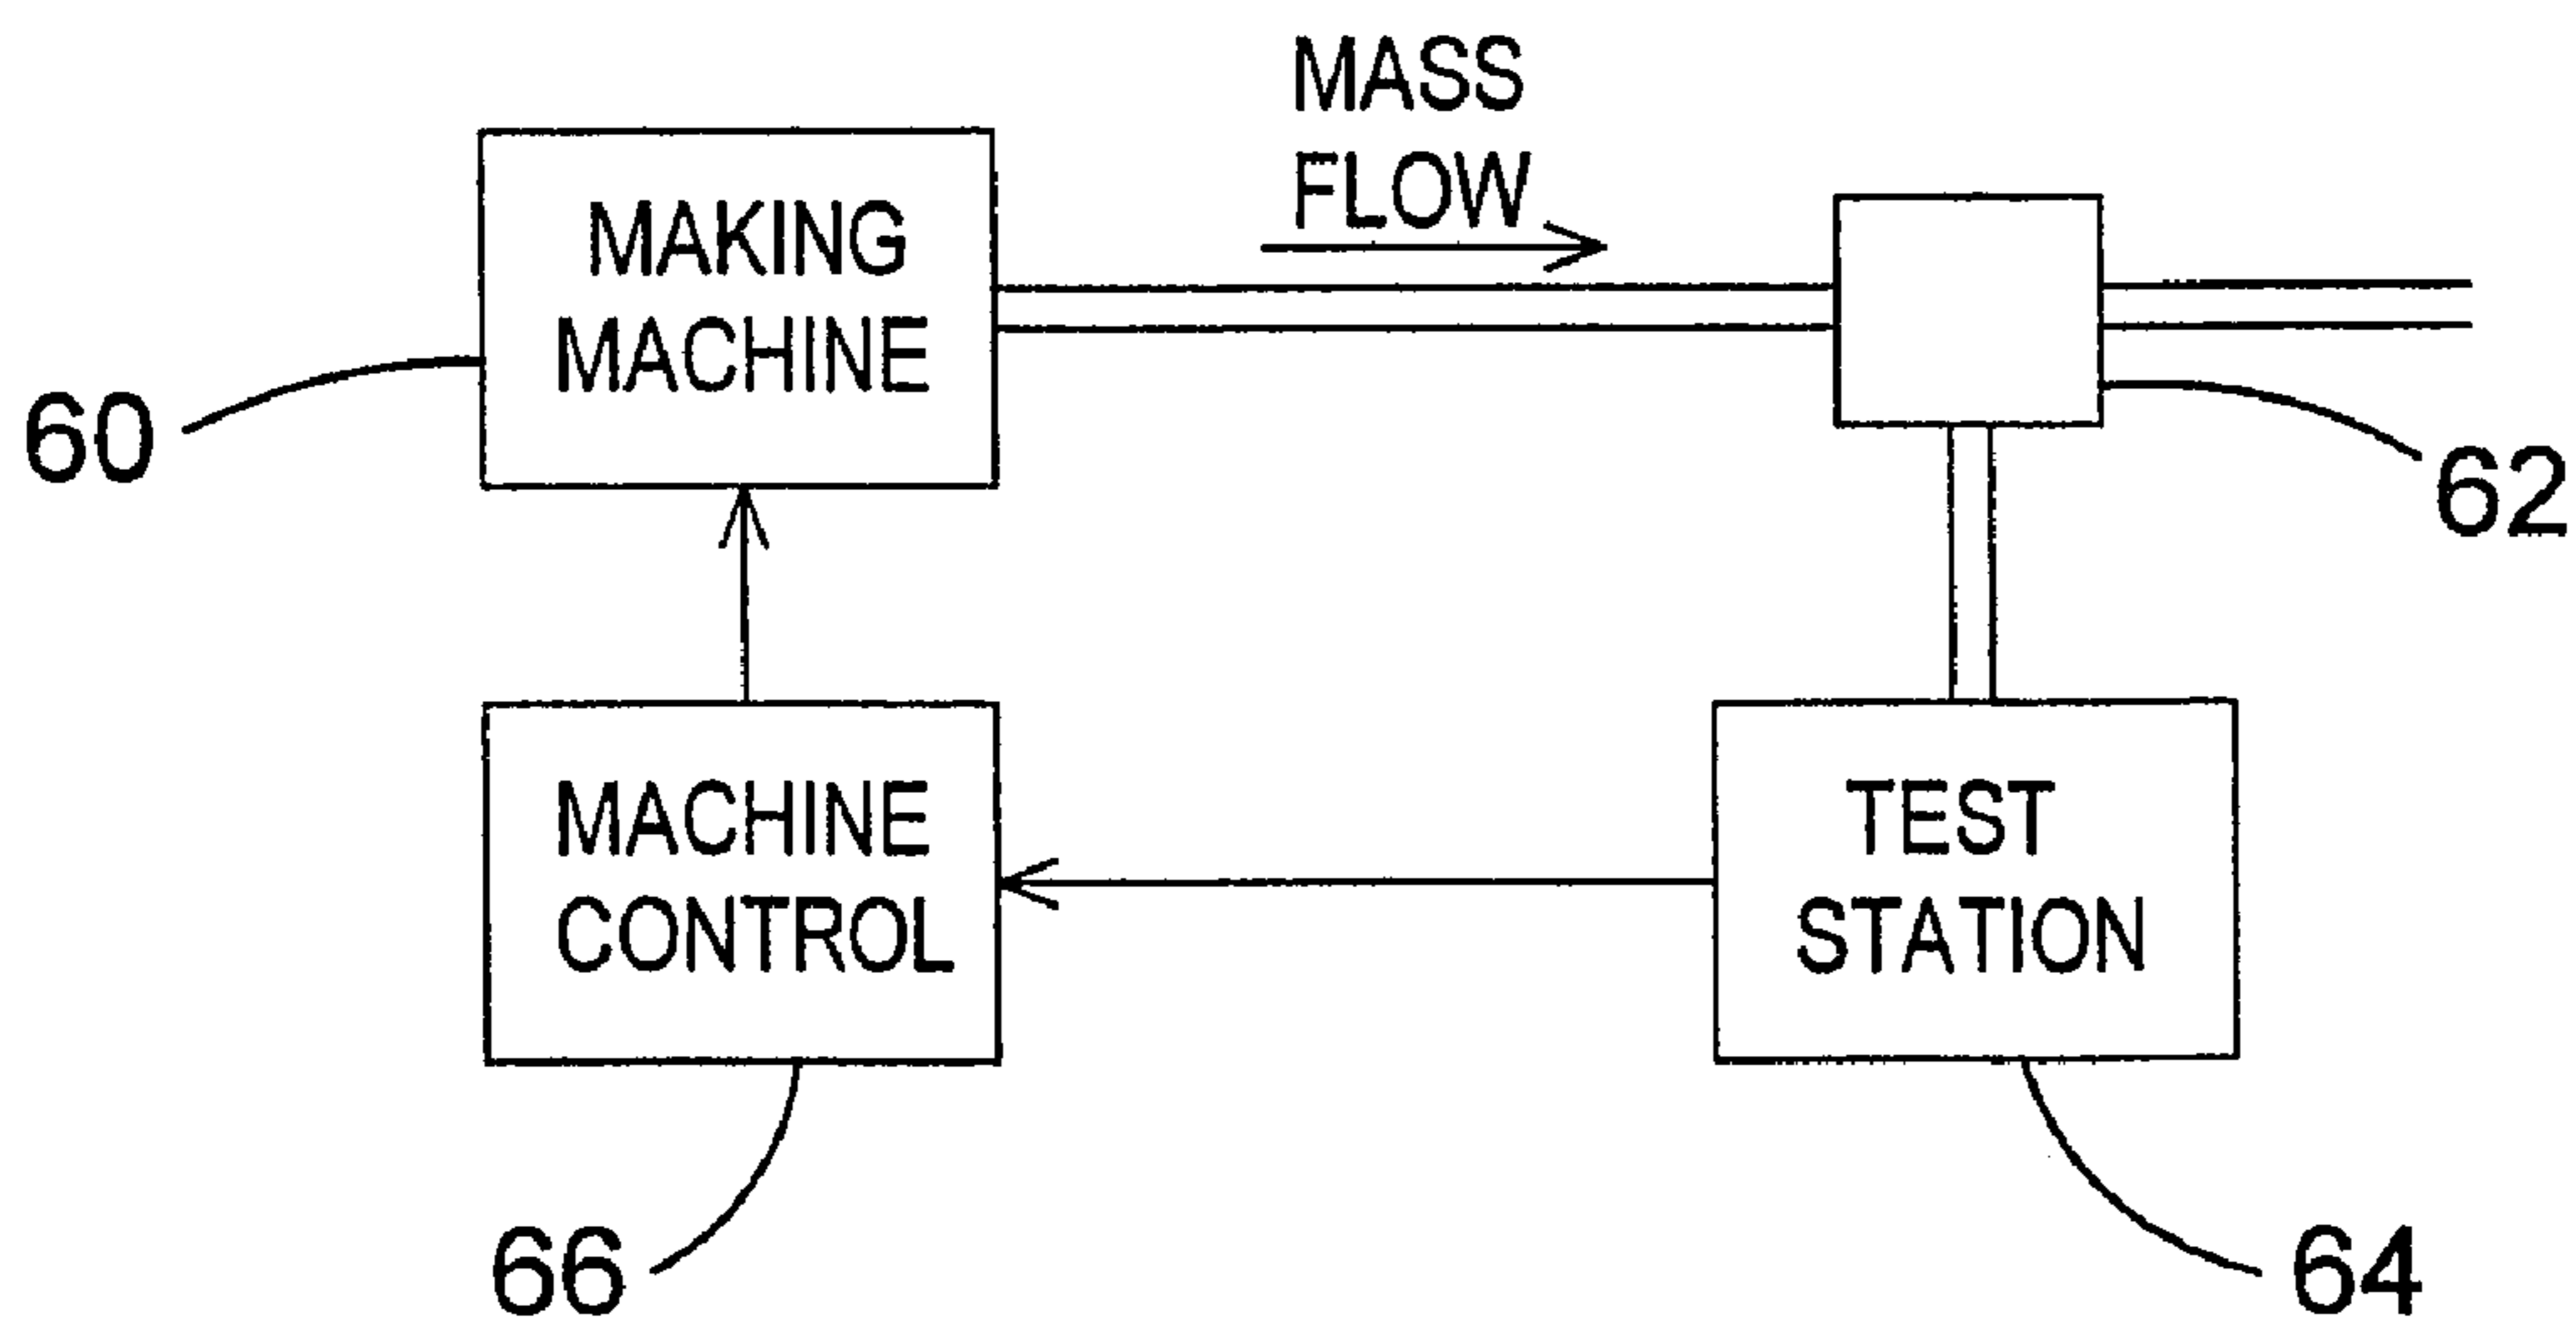 MASS
FLOW
MAKING
MACHINE
60
62
MACHINE
CONTROL
TEST
STATION
66
64